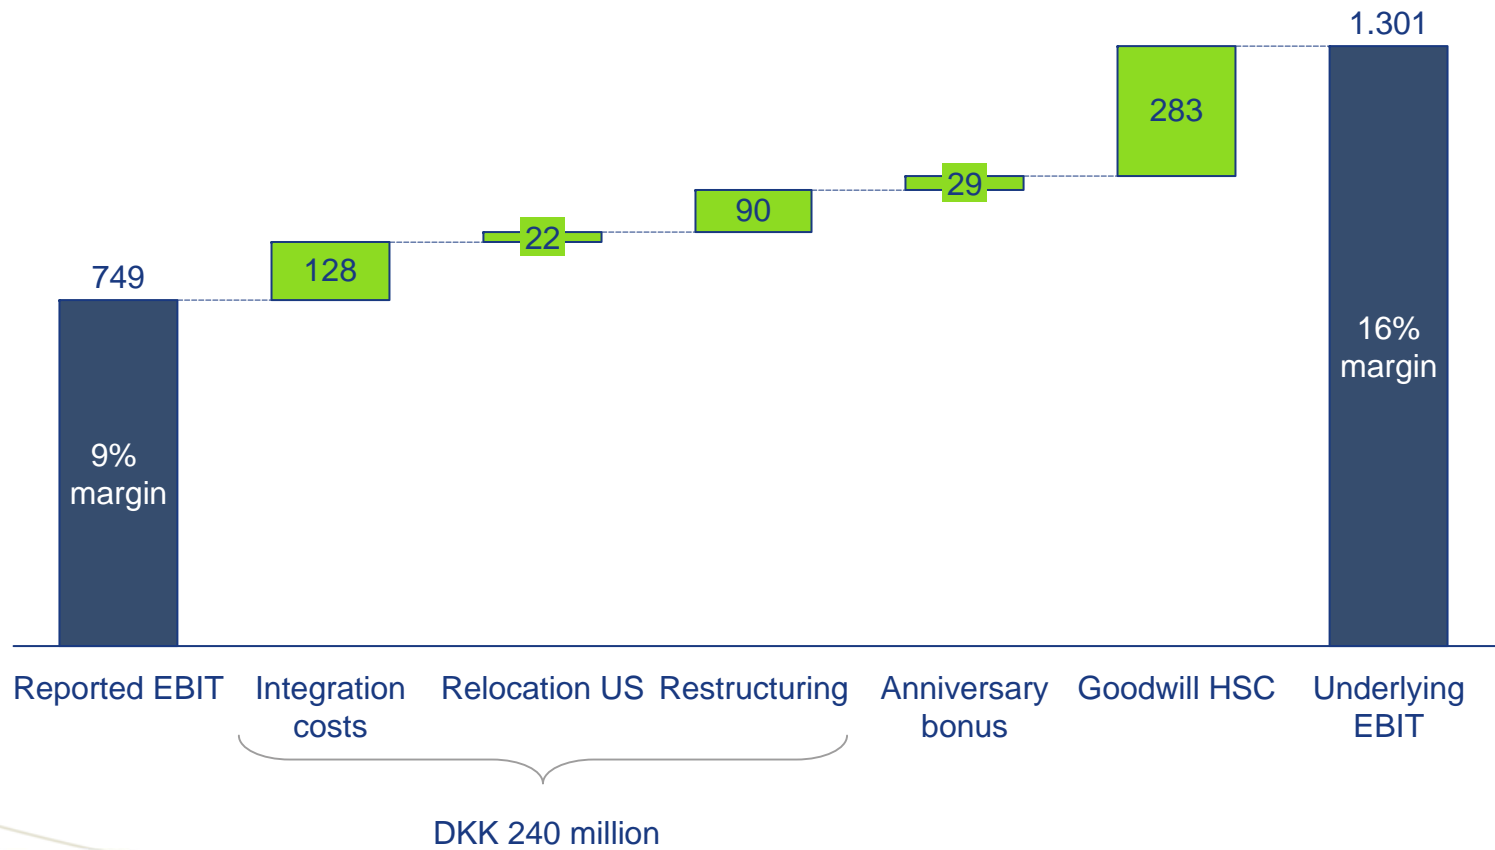 1.301
283
29
90
22
128
749
16%
margin
9%
margin
Reported EBIT
Integration
costs
Relocation US
Restructuring
Anniversary
bonus
Goodwill HSC
Underlying
EBIT
DKK 240 million